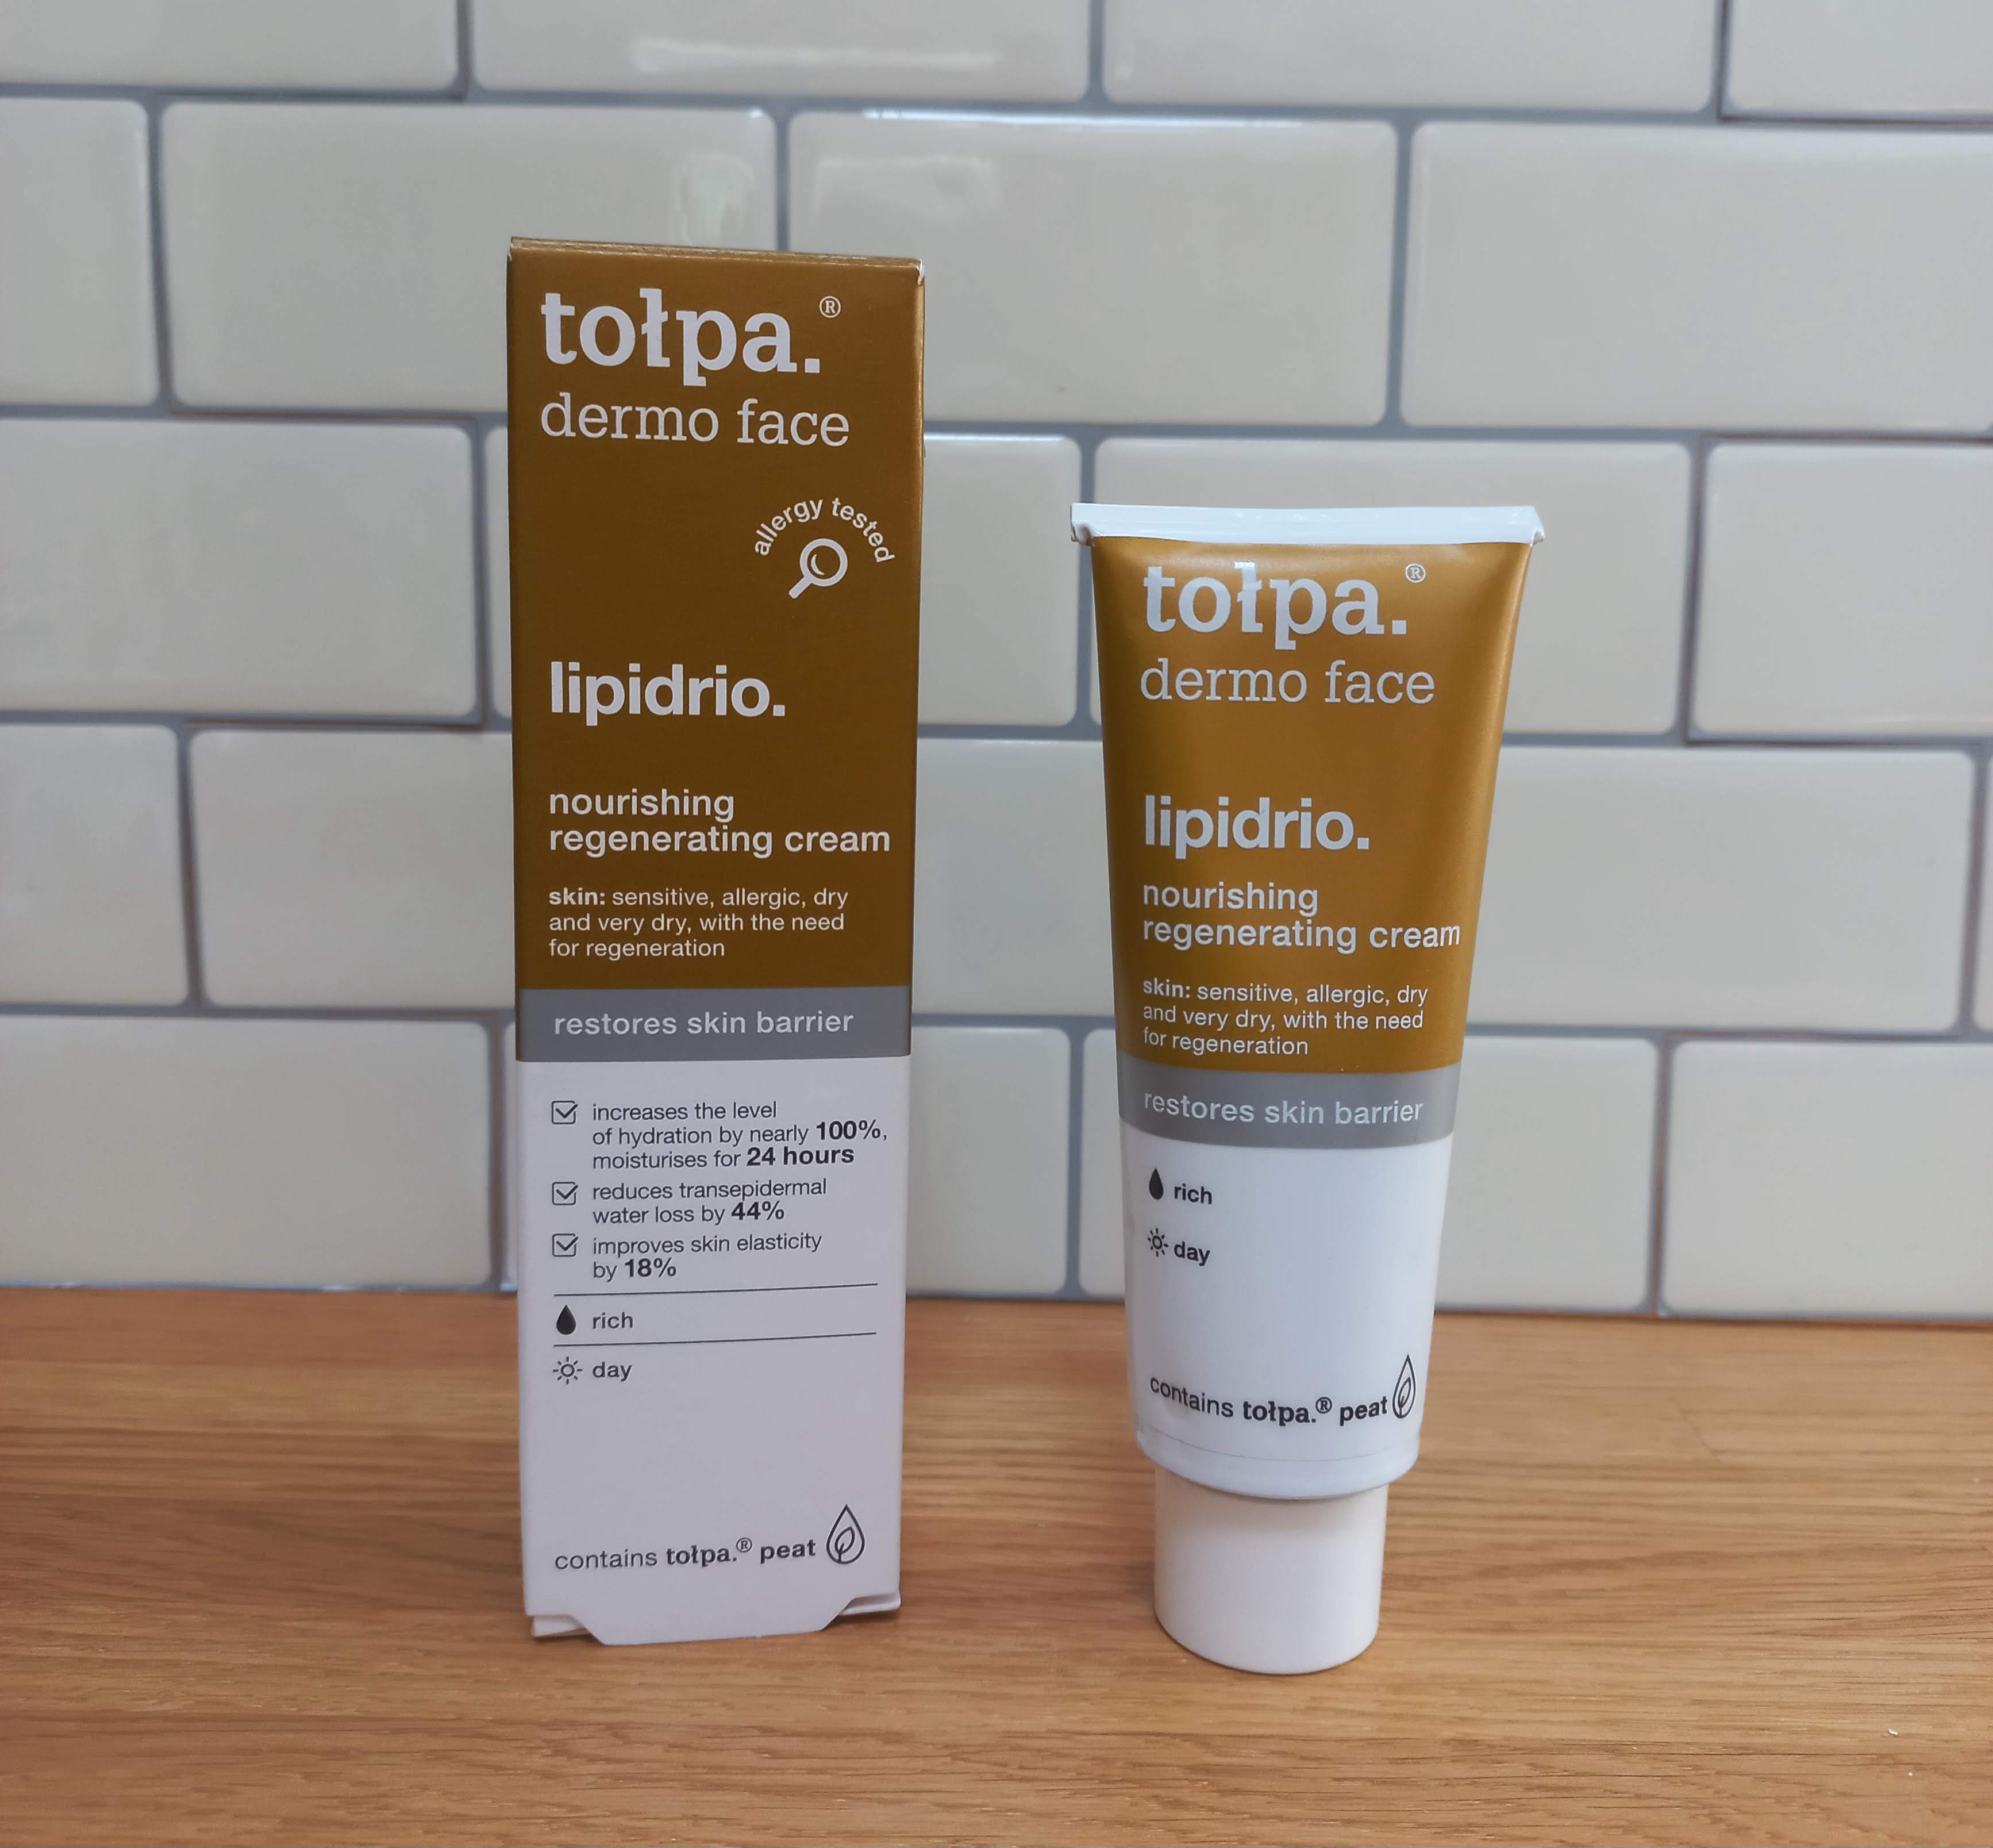 tołpa.®
dermo face
allergy tested
lipidrio.
nourishing
regenerating cream
skin: sensitive, allergic, dry
and very dry, with the need
for regeneration
restores skin barrier
increases the level
of hydration by nearly 100%,
moisturises for 24 hours
reduces transepidermal
water loss by 44%
improves skin elasticity
by 18%
rich
day
contains tołpa.® peat
tołpa.®
dermo face
lipidrio.
nourishing
regenerating cream
skin: sensitive, allergic, dry
and very dry, with the need
for regeneration
restores skin barrier
rich
day
contains tołpa.® peat